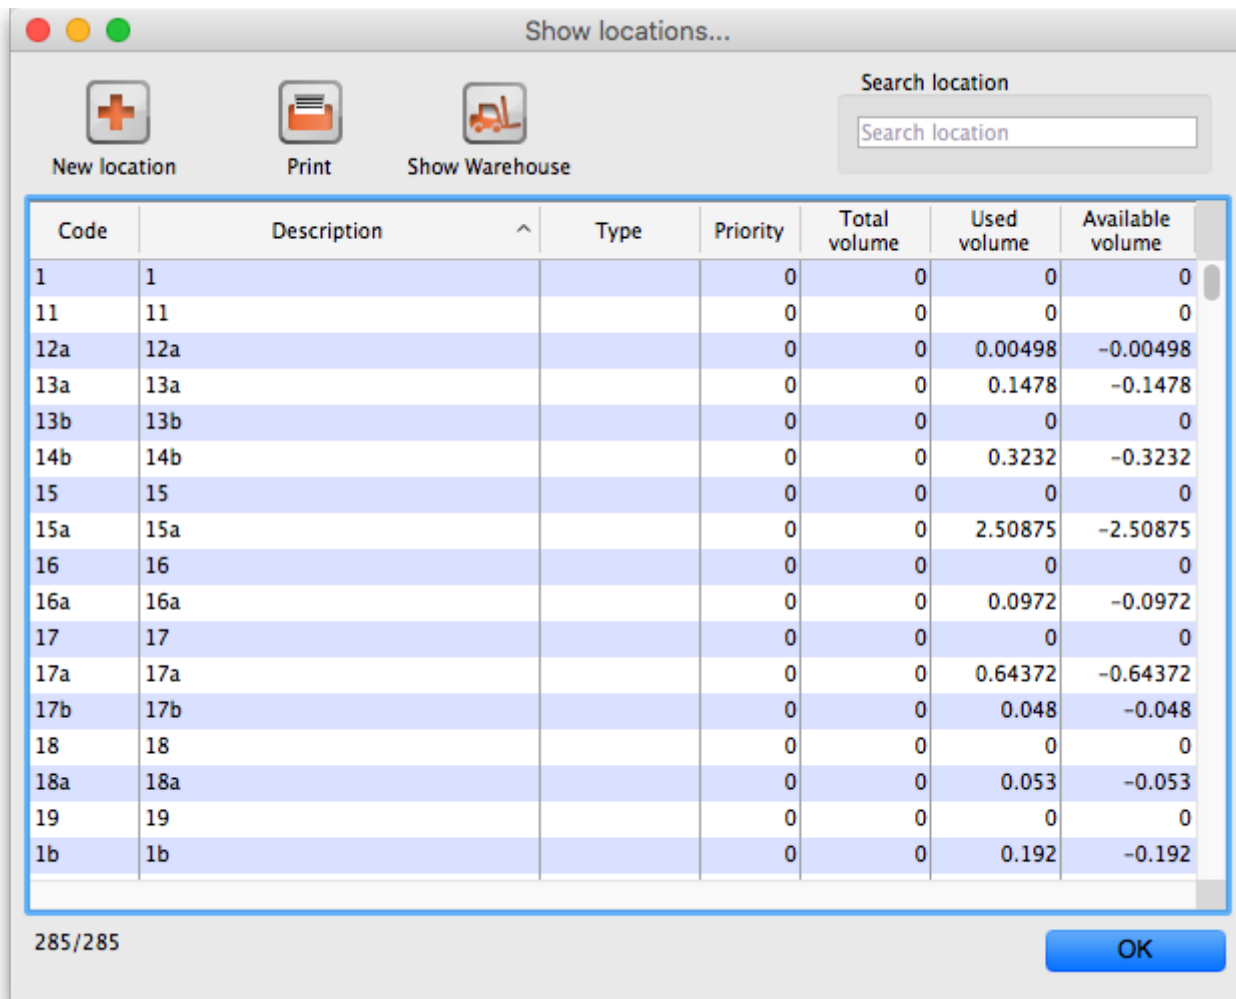 Show locations...
Search location
Search location
New location Print Show Warehouse
Code Description Type Priority Total volume Used volume Available volume
1 1 0 0 0 0
11 11 0 0 0 0
12a 12a 0 0 0.00498 -0.00498
13a 13a 0 0 0.1478 -0.1478
13b 13b 0 0 0 0
14b 14b 0 0 0.3232 -0.3232
15 15 0 0 0 0
15a 15a 0 0 2.50875 -2.50875
16 16 0 0 0 0
16a 16a 0 0 0.0972 -0.0972
17 17 0 0 0 0
17a 17a 0 0 0.64372 -0.64372
17b 17b 0 0 0.048 -0.048
18 18 0 0 0 0
18a 18a 0 0 0.053 -0.053
19 19 0 0 0 0
1b 1b 0 0 0.192 -0.192
285/285
OK